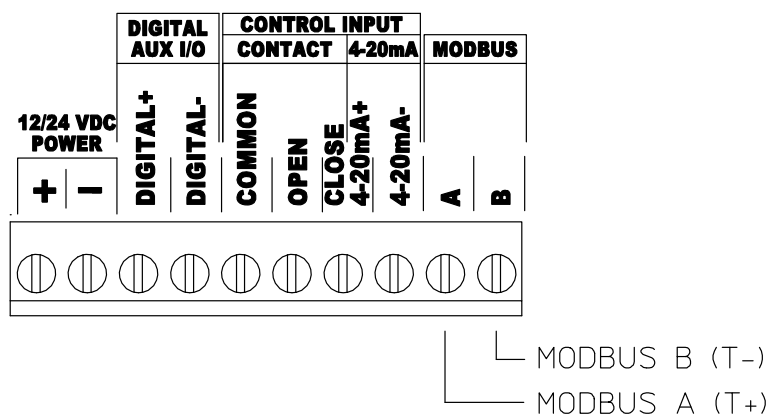 DIGITAL
AUX I/O
CONTROL INPUT
CONTACT
4-20mA
MODBUS
12/24 VDC
POWER
+
−
DIGITAL+
DIGITAL-
COMMON
OPEN
CLOSE
4-20mA+
4-20mA-
A
B
MODBUS B (T-)
MODBUS A (T+)